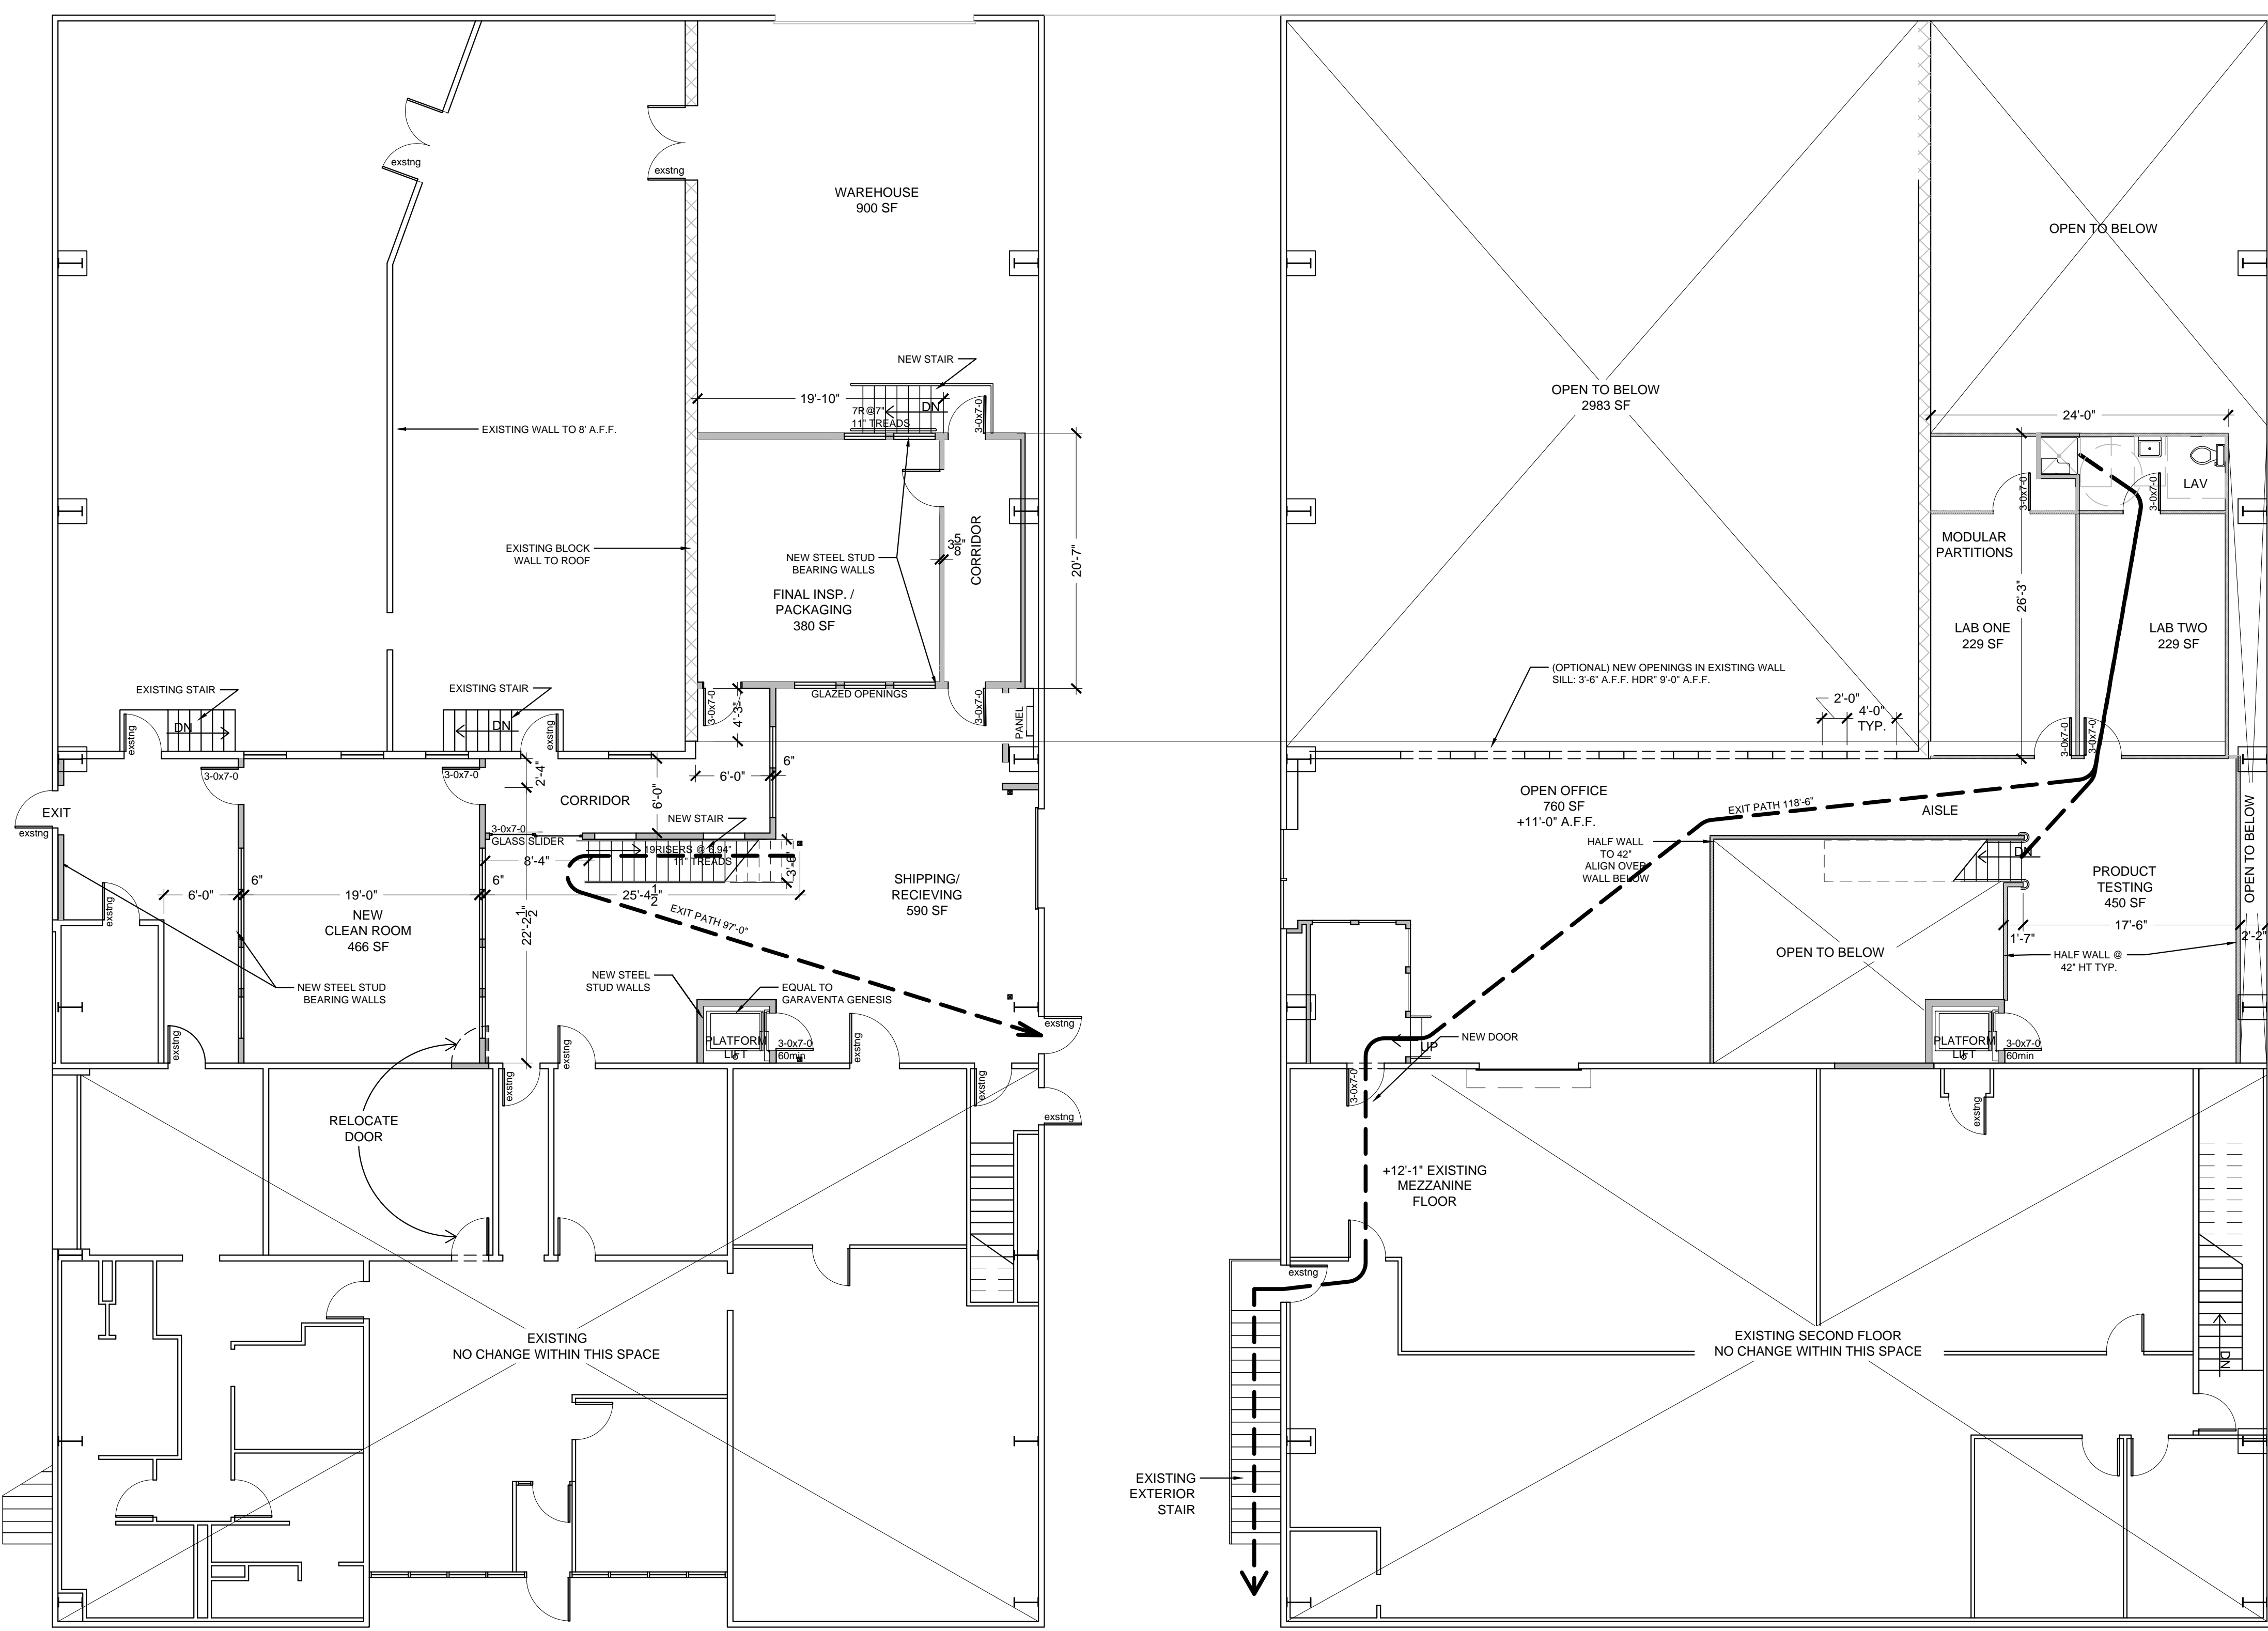 exstng
exstng
WAREHOUSE
900 SF
NEW STAIR
19'-10"
7R@7"
11" TREADS
DN
3-0x7-0
EXISTING WALL TO 8' A.F.F.
EXISTING BLOCK
WALL TO ROOF
NEW STEEL STUD
BEARING WALLS
3 5/8"
CORRIDOR
20'-7"
FINAL INSP. /
PACKAGING
380 SF
GLAZED OPENINGS
EXISTING STAIR
DN
exstng
EXISTING STAIR
DN
exstng
3-0x7-0
4'-3"
3-0x7-0
PANEL
EXIT
exstng
3-0x7-0
3-0x7-0
2'-4"
CORRIDOR
6'-0"
6'-0"
6"
NEW STAIR
3-0x7-0
GLASS SLIDER
19RISERS @ 6.94"
11" TREADS
8'-4"
3'-6"
6'-0"
6"
19'-0"
6"
25'-4 1/2"
22'-2 1/2"
EXIT PATH 97'-0"
NEW
CLEAN ROOM
466 SF
SHIPPING/
RECIEVING
590 SF
exstng
NEW STEEL STUD
BEARING WALLS
NEW STEEL
STUD WALLS
EQUAL TO
GARAVENTA GENESIS
PLATFORM
LIFT
3-0x7-0
60min
exstng
exstng
exstng
exstng
exstng
exstng
exstng
RELOCATE
DOOR
EXISTING
NO CHANGE WITHIN THIS SPACE
OPEN TO BELOW
OPEN TO BELOW
2983 SF
24'-0"
LAV
3-0x7-0
3-0x7-0
MODULAR
PARTITIONS
26'-3"
LAB ONE
229 SF
LAB TWO
229 SF
(OPTIONAL) NEW OPENINGS IN EXISTING WALL
SILL: 3'-6" A.F.F. HDR" 9'-0" A.F.F.
2'-0"
4'-0"
TYP.
3-0x7-0
3-0x7-0
OPEN OFFICE
760 SF
+11'-0" A.F.F.
EXIT PATH 118'-6"
AISLE
HALF WALL
TO 42"
ALIGN OVER
WALL BELOW
DN
PRODUCT
TESTING
450 SF
OPEN TO BELOW
17'-6"
1'-7"
2'-2"
OPEN TO BELOW
HALF WALL @
42" HT TYP.
NEW DOOR
UP
PLATFORM
LIFT
3-0x7-0
60min
3-0x7-0
exstng
+12'-1" EXISTING
MEZZANINE
FLOOR
exstng
EXISTING SECOND FLOOR
NO CHANGE WITHIN THIS SPACE
DN
EXISTING
EXTERIOR
STAIR